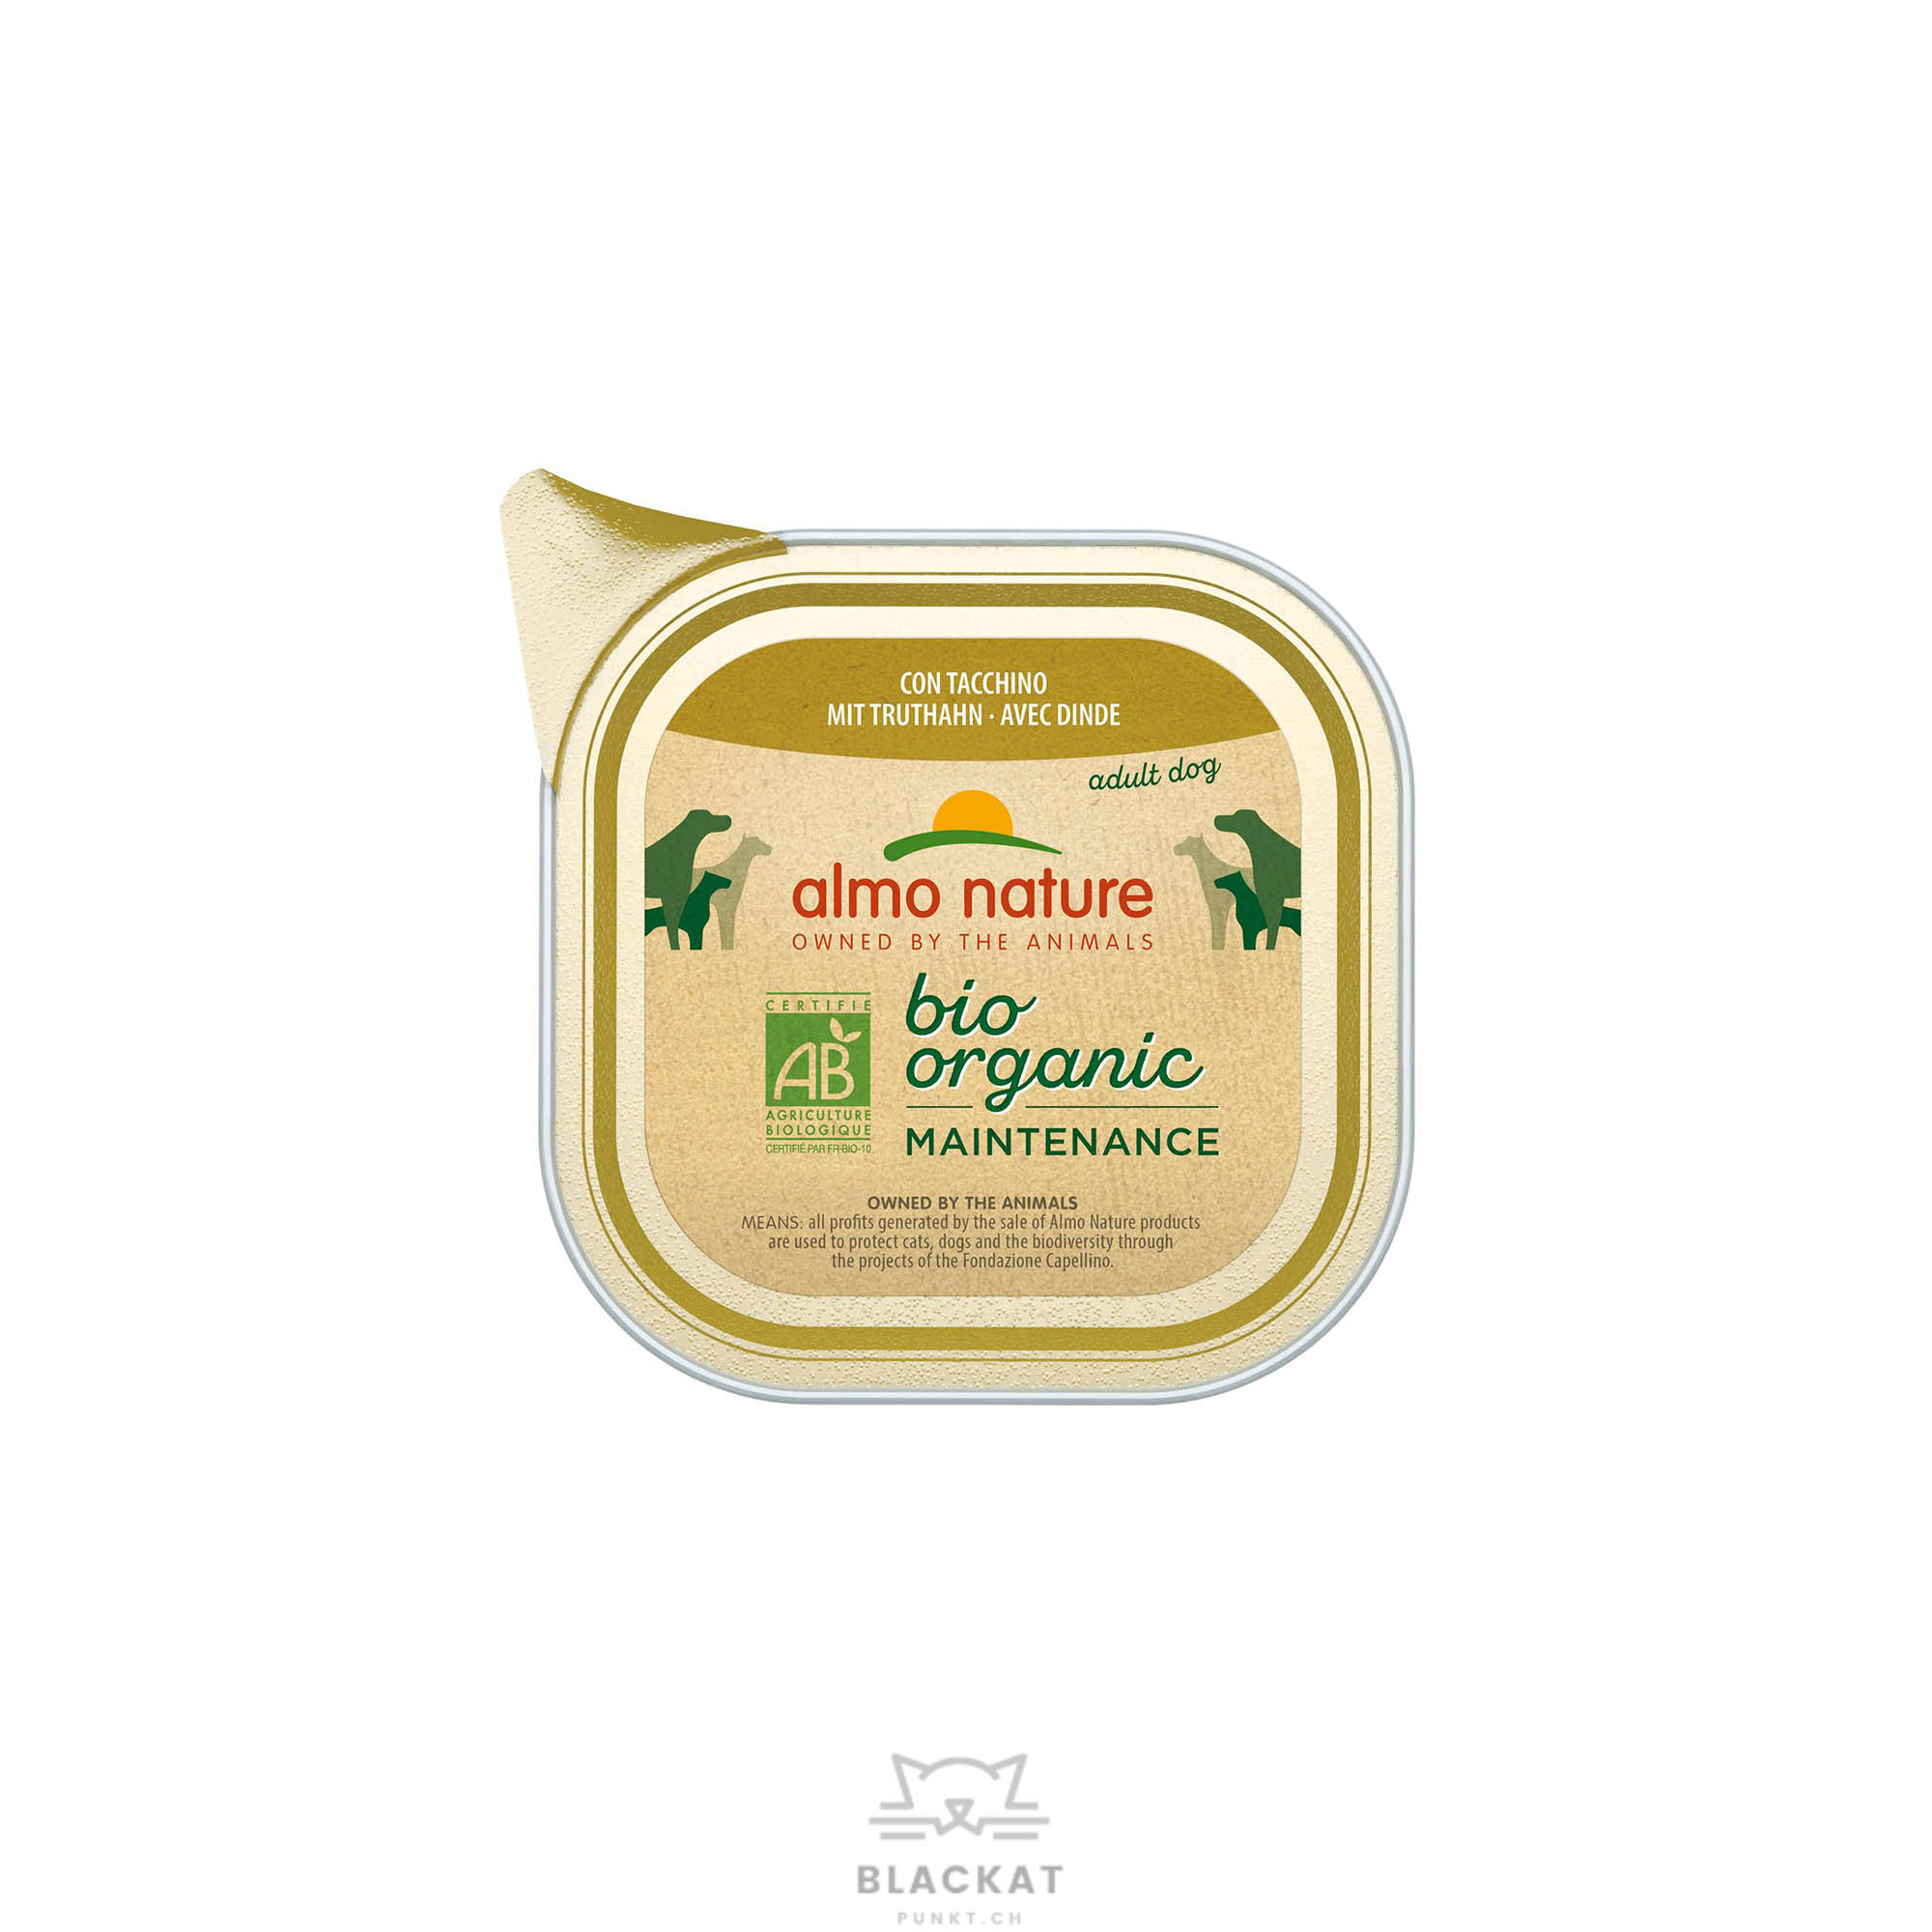 CON TACCHINO
MIT TRUTHAHN · AVEC DINDE
adult dog
almo nature
OWNED BY THE ANIMALS
CERTIFIÉ
AB
AGRICULTURE
BIOLOGIQUE
CERTIFIÉ PAR FR-BIO-10
bio
organic
MAINTENANCE
OWNED BY THE ANIMALS
MEANS: all profits generated by the sale of Almo Nature products
are used to protect cats, dogs and the biodiversity through
the projects of the Fondazione Capellino.
BLACKAT
PUNKT.CH